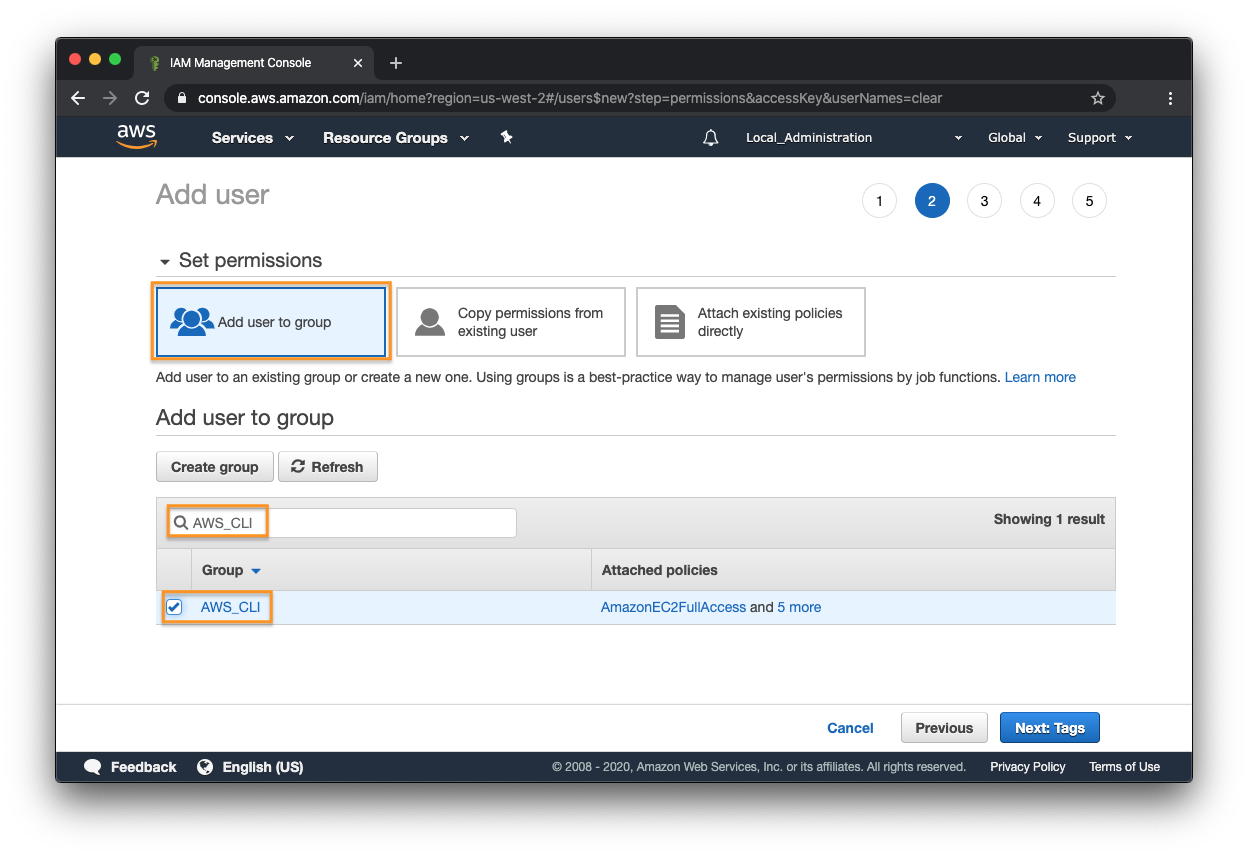 IAM Management Console
console.aws.amazon.com/iam/home?region=us-west-2#/users$new?step=permissions&accessKey&userNames=clear
aws Services Resource Groups Local_Administration Global Support
Add user 1 2 3 4 5
Set permissions
Add user to group
Copy permissions from
existing user
Attach existing policies
directly
Add user to an existing group or create a new one. Using groups is a best-practice way to manage user's permissions by job functions. Learn more
Add user to group
Create group Refresh
AWS_CLI Showing 1 result
Group Attached policies
AWS_CLI AmazonEC2FullAccess and 5 more
Cancel Previous Next: Tags
Feedback English (US) © 2008 - 2020, Amazon Web Services, Inc. or its affiliates. All rights reserved. Privacy Policy Terms of Use